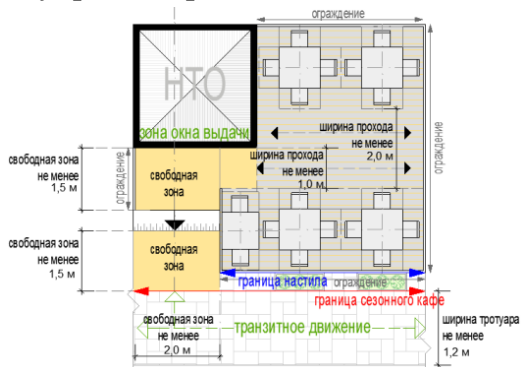 ограждение
НТО
зона окна выдачи
ограждение
ширина прохода
не менее
2,0 м
свободная зона
не менее
1,5 м
ограждение
свободная
зона
ширина прохода
не менее
1,0 м
свободная зона
не менее
1,5 м
свободная
зона
граница настила
ограждение
граница сезонного кафе
свободная зона
не менее
2,0 м
транзитное движение
ширина тротуара
не менее
1,2 м